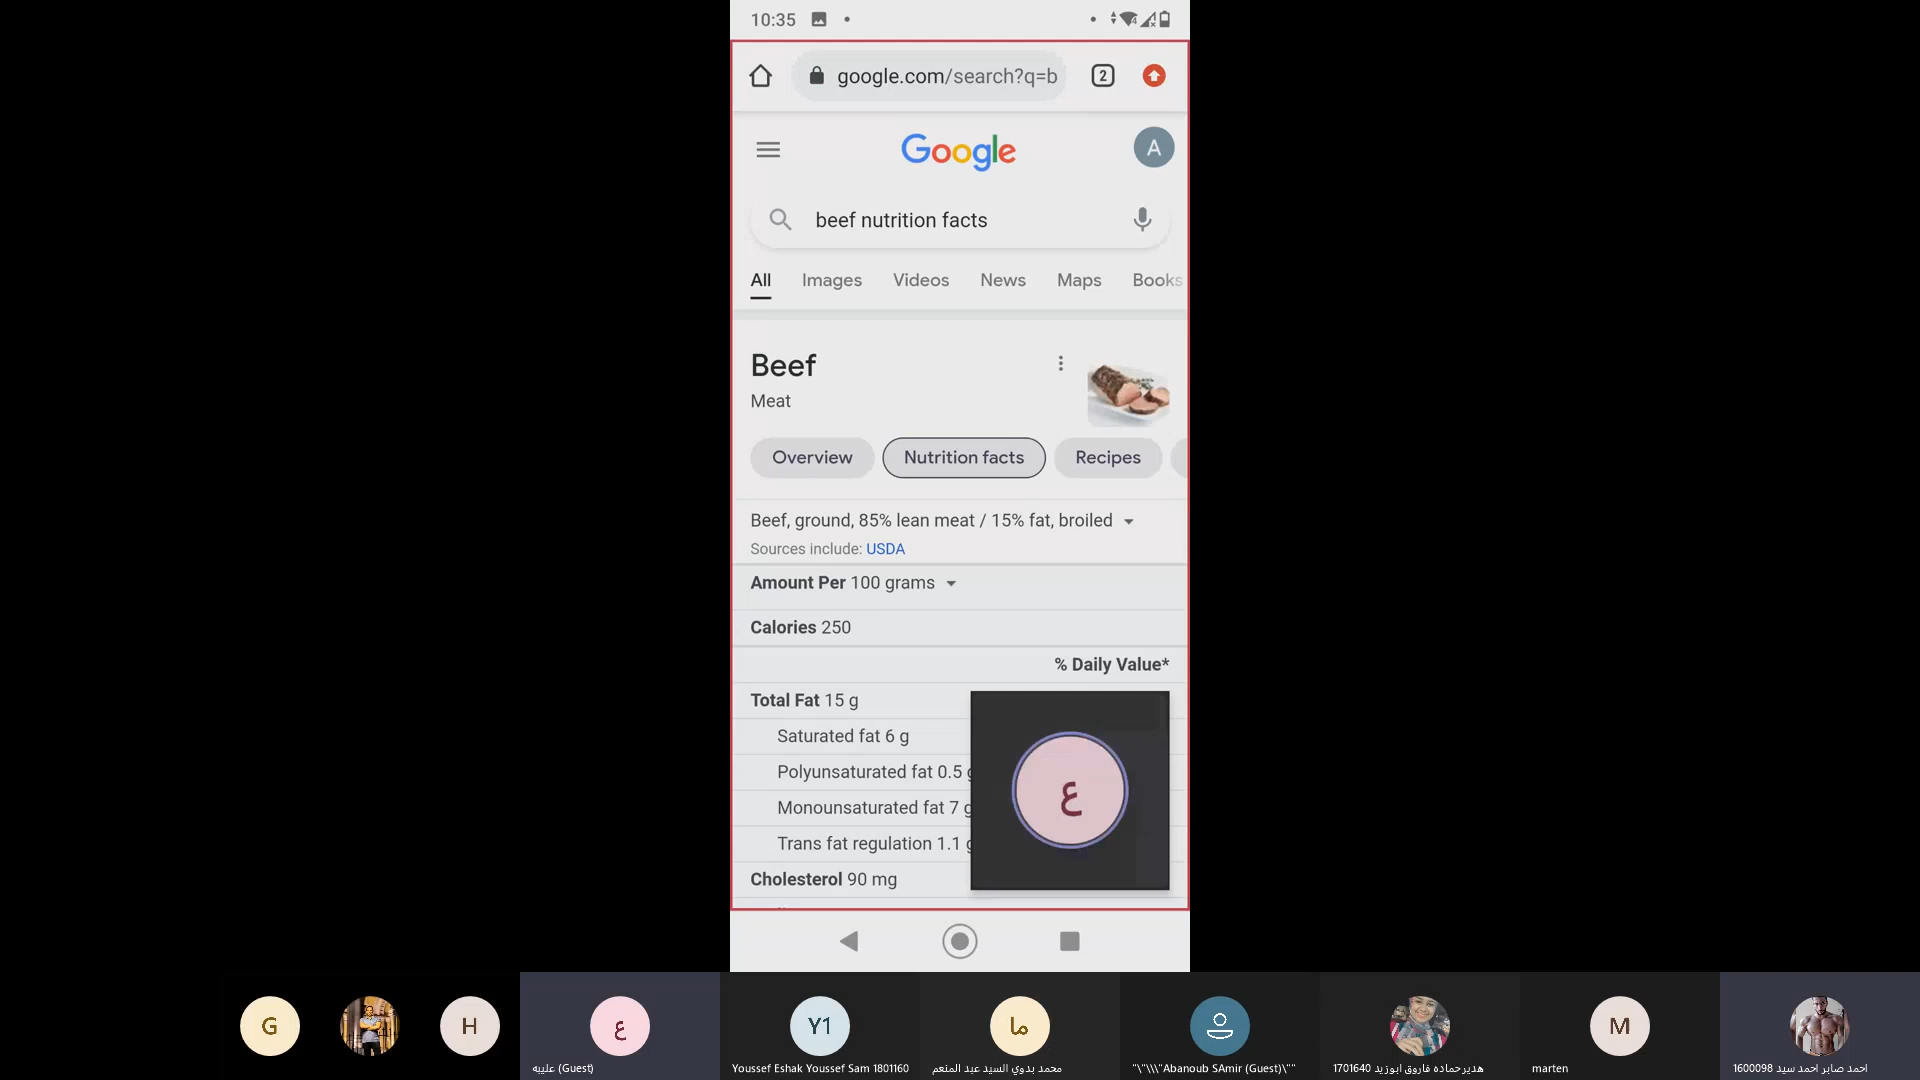 10:35
google.com/search?q=b
2
Google
A
beef nutrition facts
All Images Videos News Maps Books
Beef
Meat
Overview Nutrition facts Recipes
Beef, ground, 85% lean meat / 15% fat, broiled
Sources include: USDA
Amount Per 100 grams
Calories 250
% Daily Value*
Total Fat 15 g
Saturated fat 6 g
Polyunsaturated fat 0.5 g
Monounsaturated fat 7 g
Trans fat regulation 1.1 g
Cholesterol 90 mg
ع
G
H
ع
Y1
ما
M
عليبه (Guest)
Youssef Eshak Youssef Sam 1801160
محمد بدوي السيد عبد المنعم
"\"\\\"Abanoub SAmir (Guest)\""
هديرحماده فاروق ابوزيد 1701640
marten
احمد صابر احمد سيد 1600098